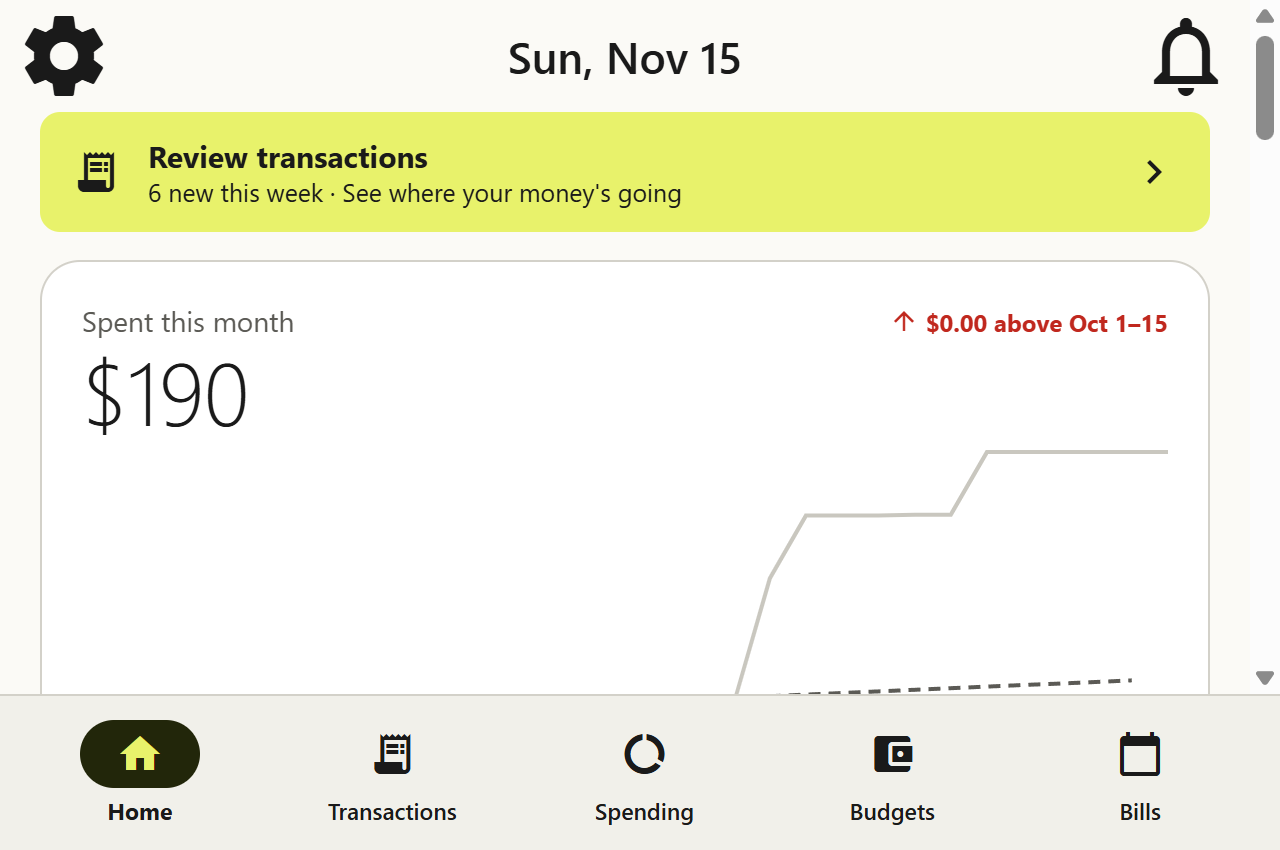 Sun, Nov 15
Review transactions
6 new this week · See where your money's going
Spent this month
$0.00 above Oct 1–15
$190
Home
Transactions
Spending
Budgets
Bills